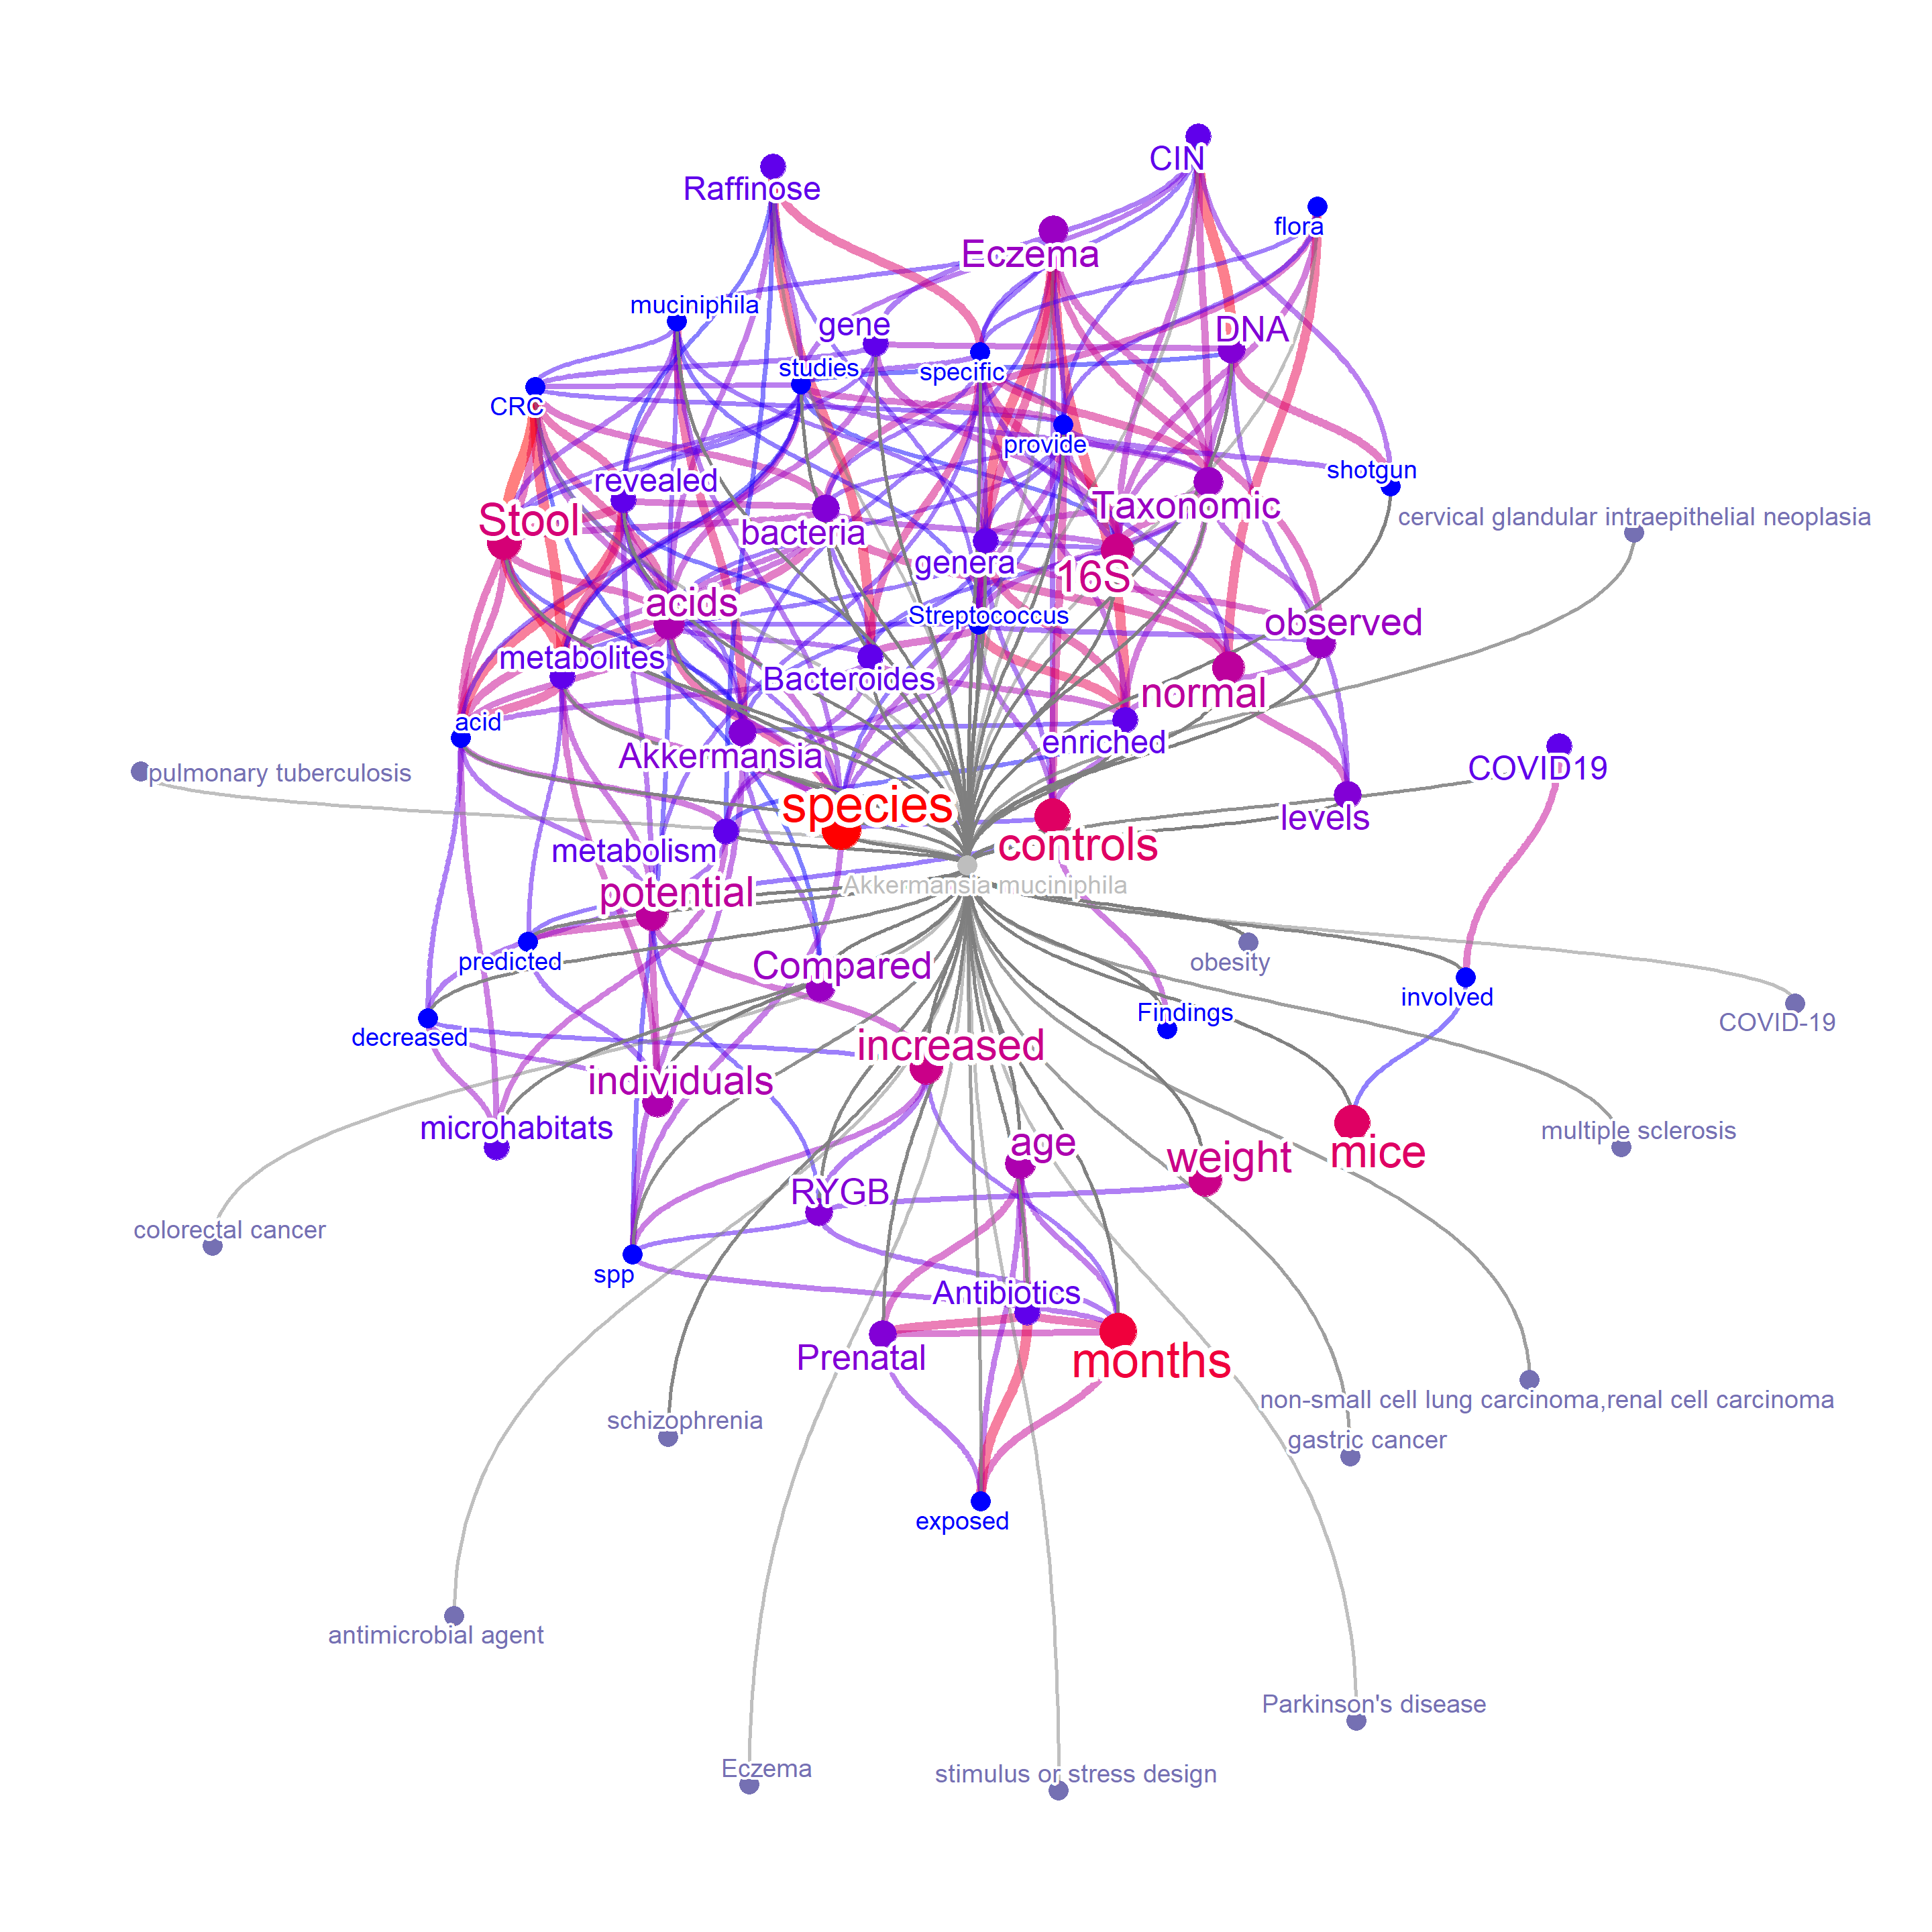 CIN
Raffinose
flora
Eczema
muciniphila
gene
DNA
studies
specific
CRC
provide
shotgun
revealed
Taxonomic
cervical glandular intraepithelial neoplasia
Stool
bacteria
genera
16S
acids
Streptococcus
observed
metabolites
Bacteroides
normal
acid
Akkermansia
enriched
pulmonary tuberculosis
COVID19
species
levels
metabolism
controls
potential
Akkermansia muciniphila
predicted
Compared
obesity
involved
Findings
COVID-19
decreased
increased
individuals
microhabitats
age
weight
mice
multiple sclerosis
RYGB
colorectal cancer
spp
Antibiotics
Prenatal
months
non-small cell lung carcinoma,renal cell carcinoma
schizophrenia
gastric cancer
exposed
antimicrobial agent
Parkinson's disease
Eczema
stimulus or stress design